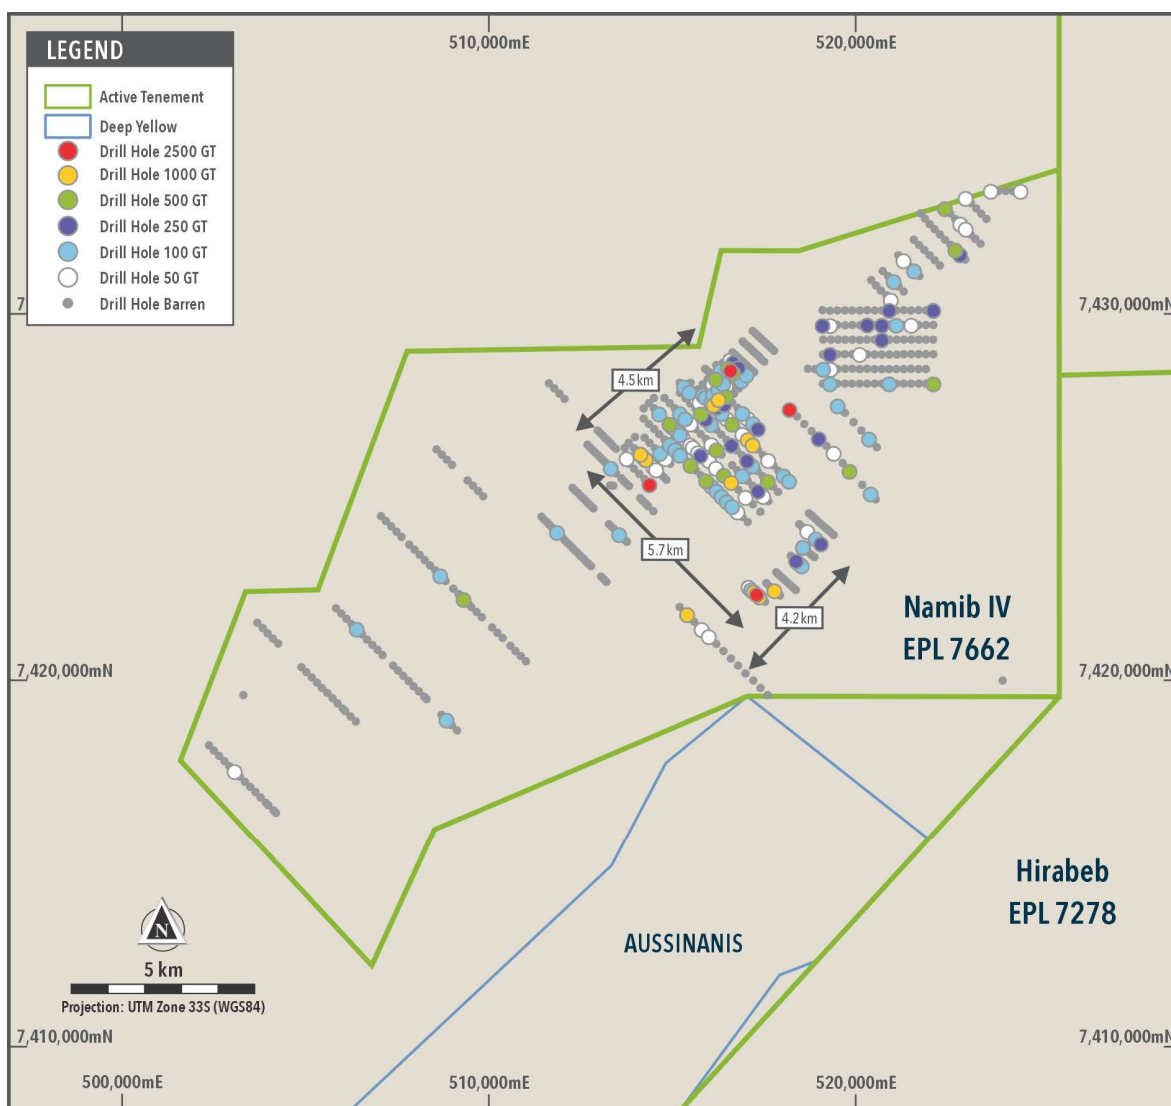 510,000mE
520,000mE
LEGEND
Active Tenement
Deep Yellow
Drill Hole 2500 GT
Drill Hole 1000 GT
Drill Hole 500 GT
Drill Hole 250 GT
Drill Hole 100 GT
Drill Hole 50 GT
Drill Hole Barren
7
7,430,000mN
4.5km
5.7km
4.2km
Namib IV
EPL 7662
7,420,000mN
7,420,000mN
Hirabeb
EPL 7278
AUSSINANIS
N
5 km
Projection: UTM Zone 33S (WGS84)
7,410,000mN
7,410,000mN
500,000mE
510,000mE
520,000mE